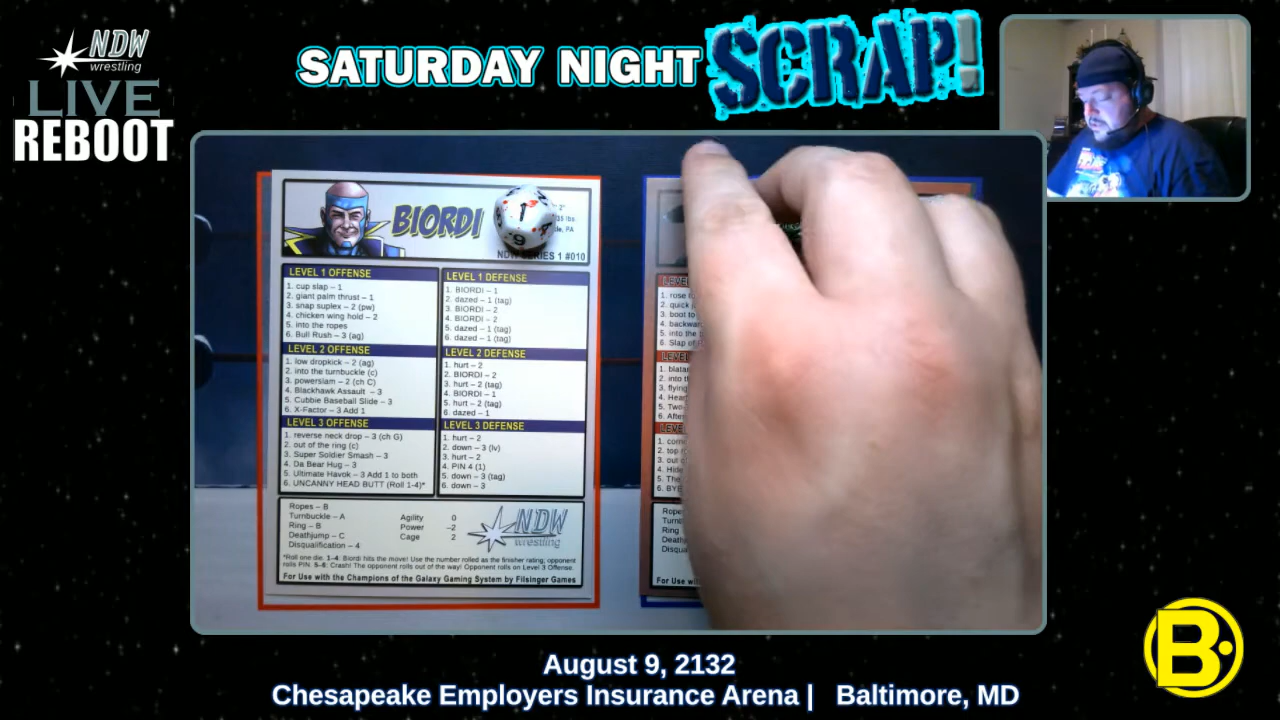 NDW
wrestling
LIVE
REBOOT
SATURDAY NIGHT SCRAP!
BIORDI
NDW SERIES 1 #010
LEVEL 1 OFFENSE
1. cup slap – 1
2. giant palm thrust – 1
3. snap suplex – 2 (pw)
4. chicken wing hold – 2
5. into the ropes
6. Bull Rush – 3 (ag)
LEVEL 1 DEFENSE
1. BIORDI – 1
2. dazed – 1 (tag)
3. BIORDI – 2
4. BIORDI – 2
5. dazed – 1 (tag)
6. dazed – 1 (tag)
LEVEL 2 OFFENSE
1. low dropkick – 2 (ag)
2. into the turnbuckle (c)
3. powerslam – 2 (ch C)
4. Blackhawk Assault – 3
5. Cubbie Baseball Slide – 3
6. X-Factor – 3 Add 1
LEVEL 2 DEFENSE
1. hurt – 2
2. BIORDI – 2
3. hurt – 2 (tag)
4. BIORDI – 1
5. hurt – 2 (tag)
6. dazed – 1
LEVEL 3 OFFENSE
1. reverse neck drop – 3 (ch G)
2. out of the ring (c)
3. Super Soldier Smash – 3
4. Da Bear Hug – 3
5. Ultimate Havok – 3 Add 1 to both
6. UNCANNY HEAD BUTT (Roll 1-4)*
LEVEL 3 DEFENSE
1. hurt – 2
2. down – 3 (lv)
3. hurt – 2
4. PIN 4 (1)
5. down – 3 (tag)
6. down – 3
Ropes – B
Turnbuckle – A
Ring – B
Deathjump – C
Disqualification – 4
Agility 0
Power –2
Cage 2
NDW
wrestling
*Roll one die. 1–4: Biordi hits the move! Use the number rolled as the finisher rating, opponent
rolls PIN. 5–6: Crash! The opponent rolls out of the way! Opponent rolls on Level 3 Offense.
For Use with the Champions of the Galaxy Gaming System by Filsinger Games
August 9, 2132
Chesapeake Employers Insurance Arena | Baltimore, MD
B